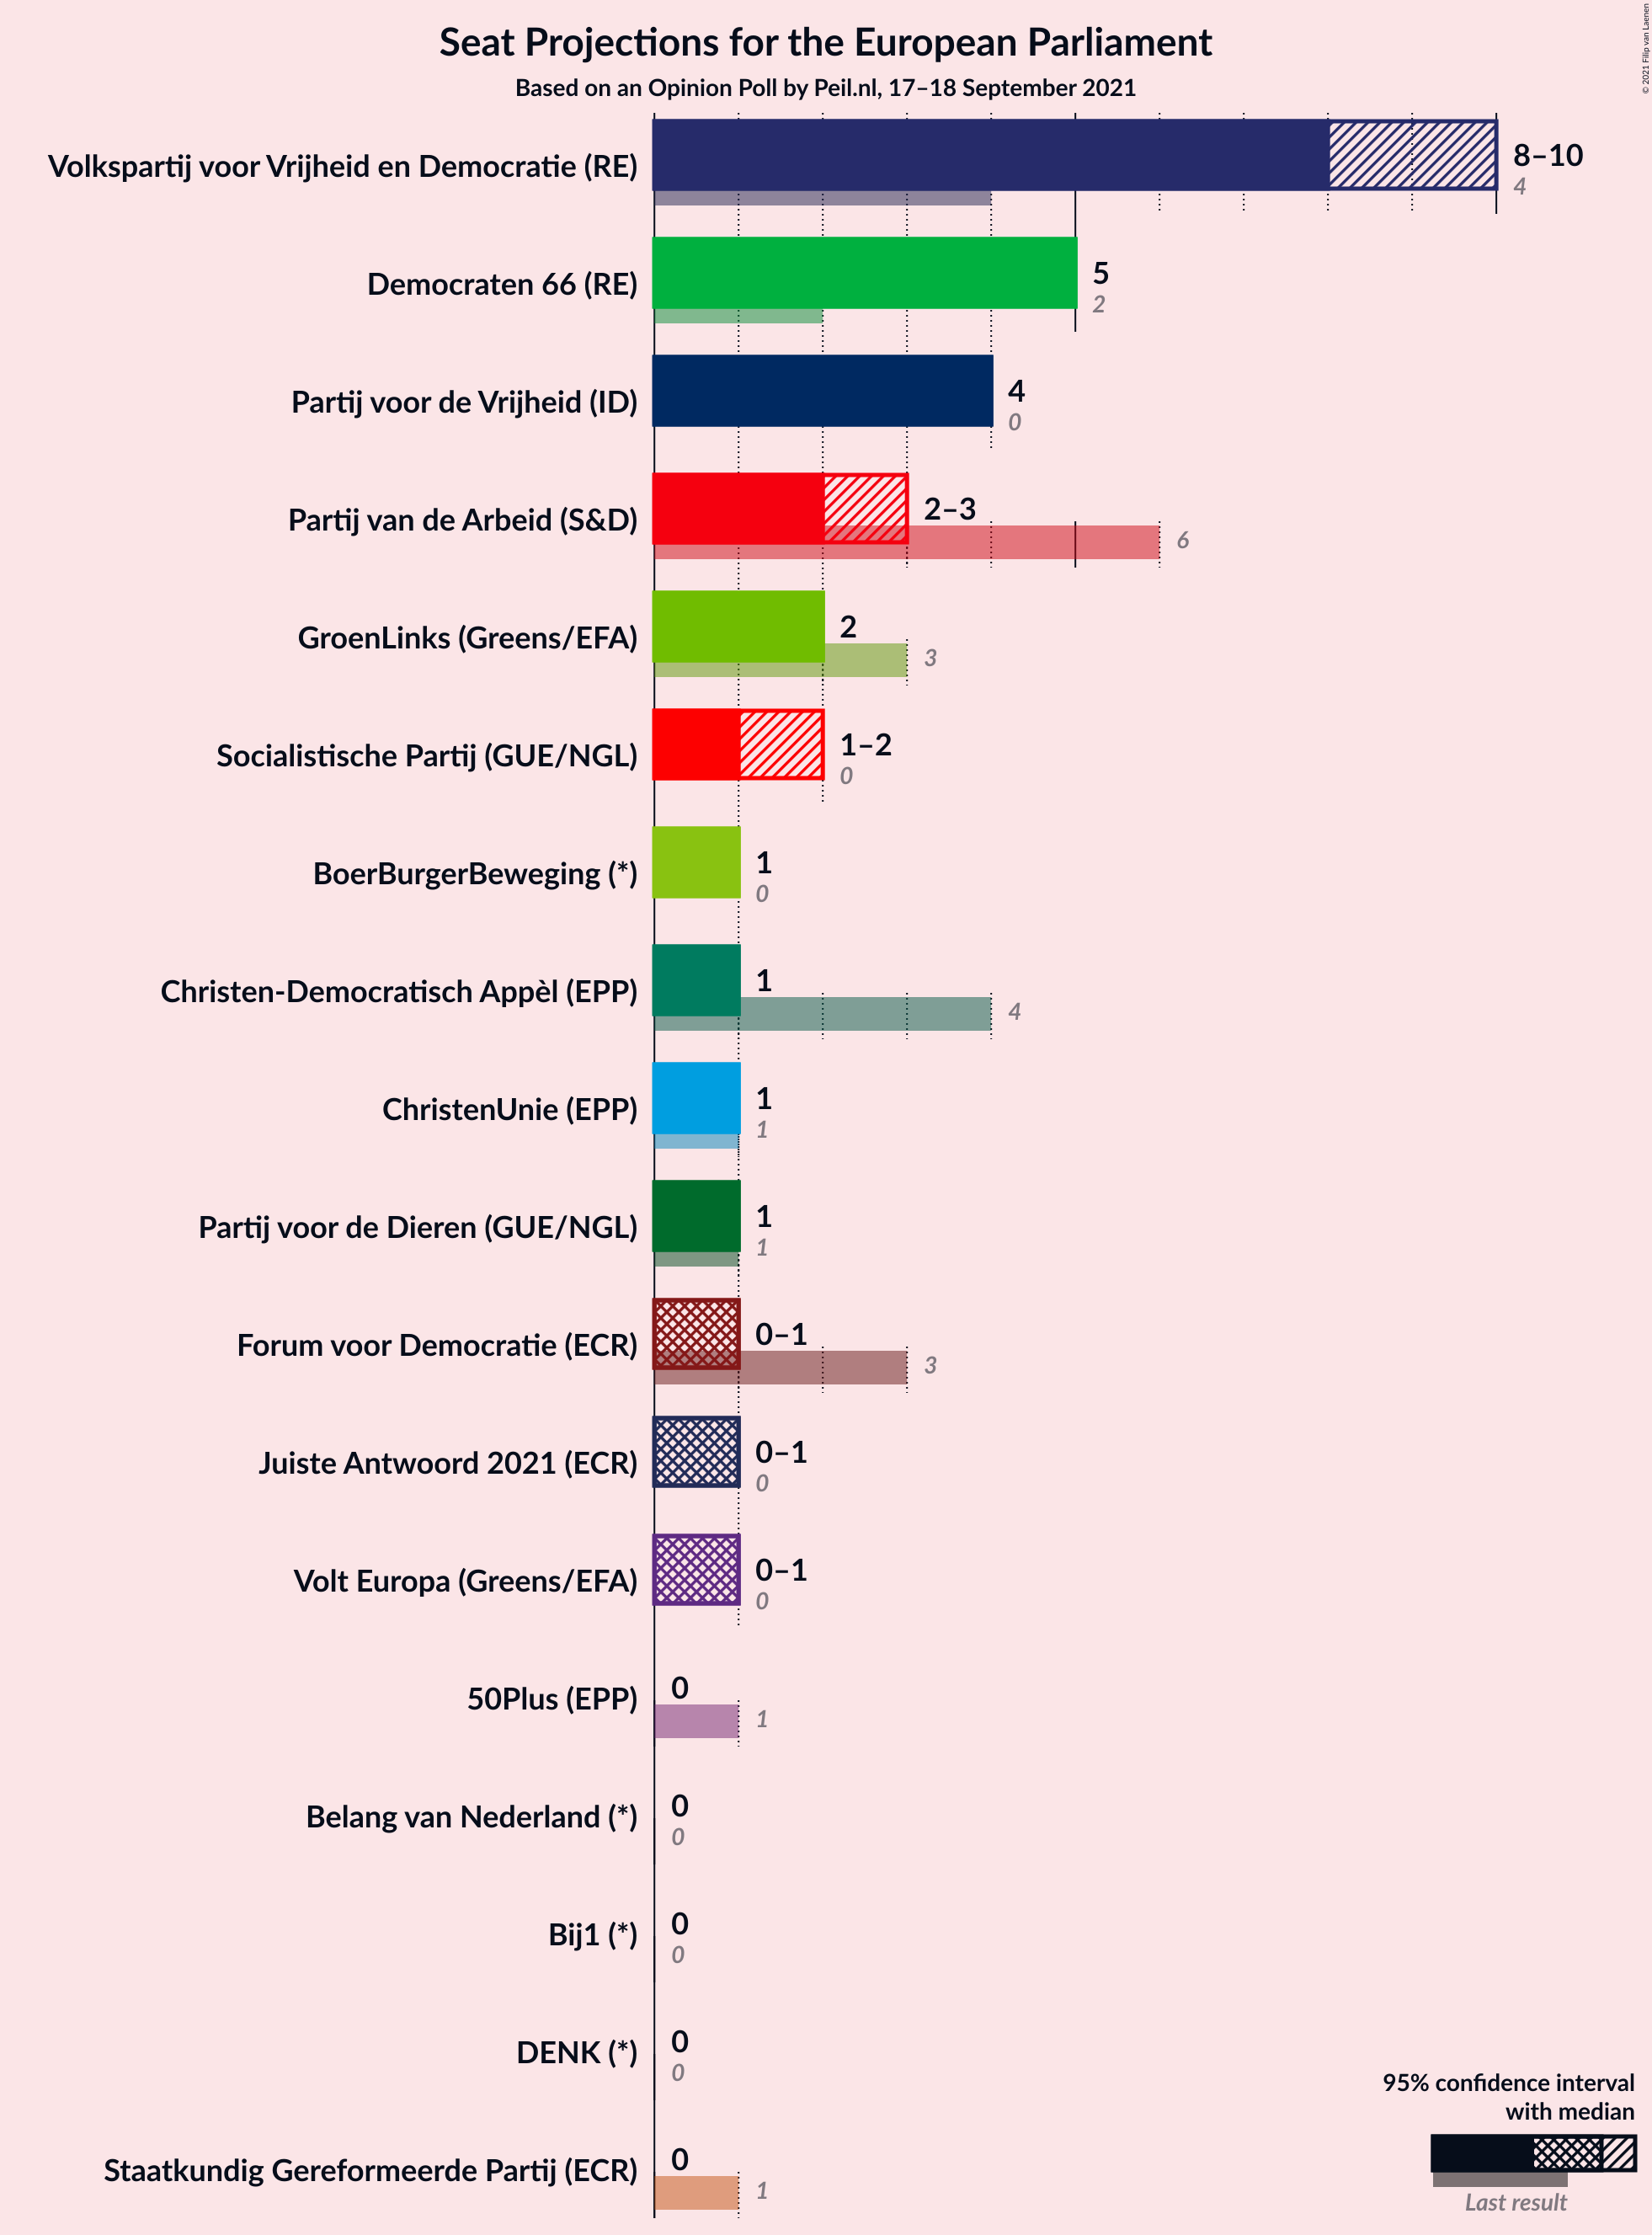 Seat Projections for the European Parliament
Based on an Opinion Poll by Peil.nl, 17–18 September 2021
© 2021 Filip van Laenen
Volkspartij voor Vrijheid en Democratie (RE)
8–10
4
Democraten 66 (RE)
5
2
Partij voor de Vrijheid (ID)
4
0
Partij van de Arbeid (S&D)
2–3
6
GroenLinks (Greens/EFA)
2
3
Socialistische Partij (GUE/NGL)
1–2
0
BoerBurgerBeweging (*)
1
0
Christen-Democratisch Appèl (EPP)
1
4
ChristenUnie (EPP)
1
1
Partij voor de Dieren (GUE/NGL)
1
1
Forum voor Democratie (ECR)
0–1
3
Juiste Antwoord 2021 (ECR)
0–1
0
Volt Europa (Greens/EFA)
0–1
0
50Plus (EPP)
0
1
Belang van Nederland (*)
0
0
Bij1 (*)
0
0
DENK (*)
0
0
Staatkundig Gereformeerde Partij (ECR)
0
1
95% confidence interval
with median
Last result